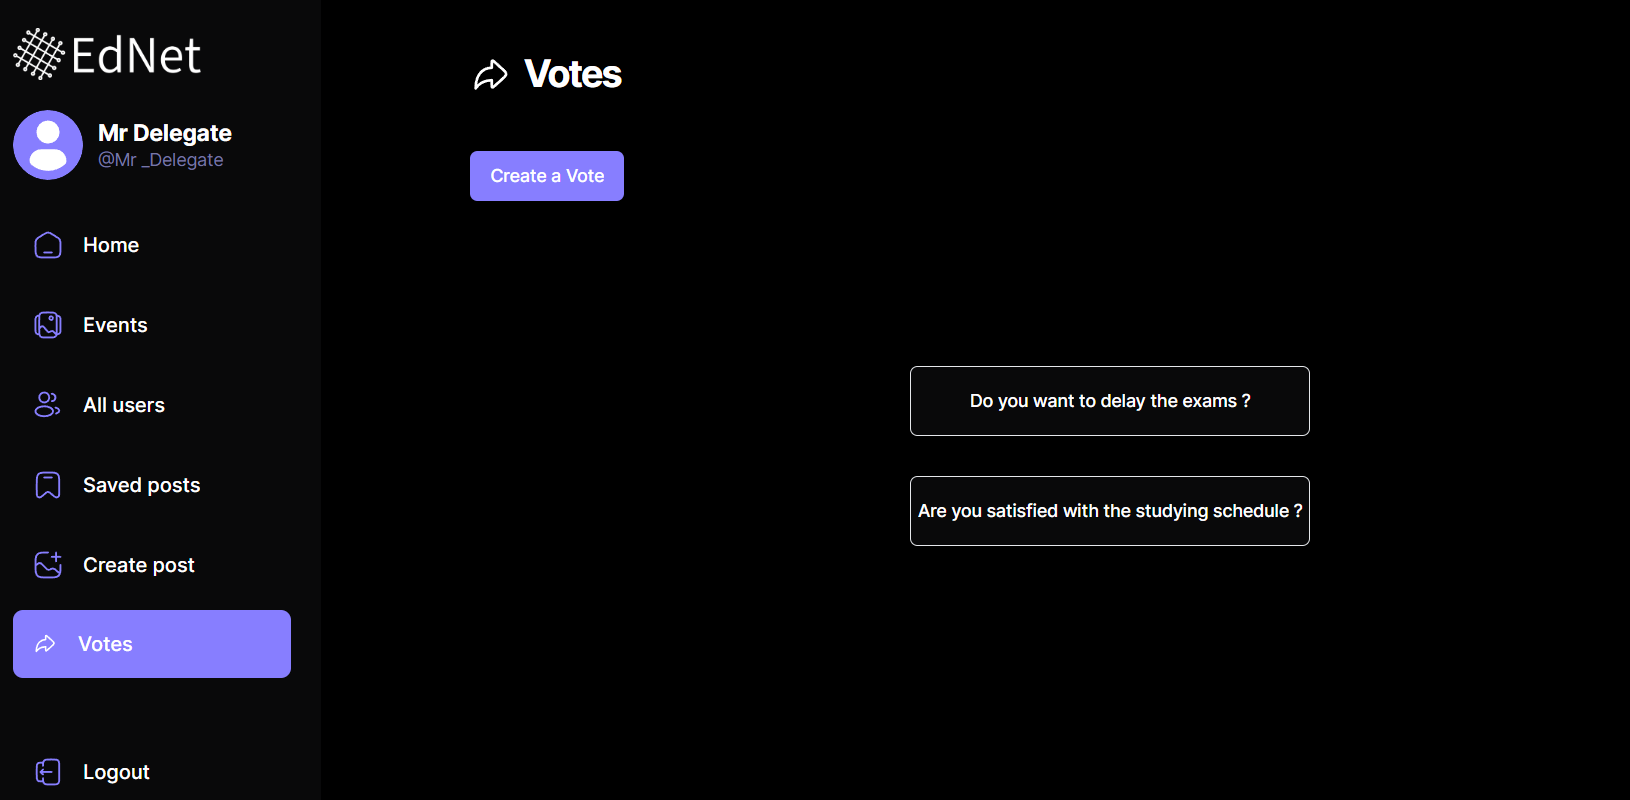 EdNet
Mr Delegate
@Mr _Delegate
Home
Events
All users
Saved posts
Create post
Votes
Logout
Votes
Create a Vote
Do you want to delay the exams ?
Are you satisfied with the studying schedule ?